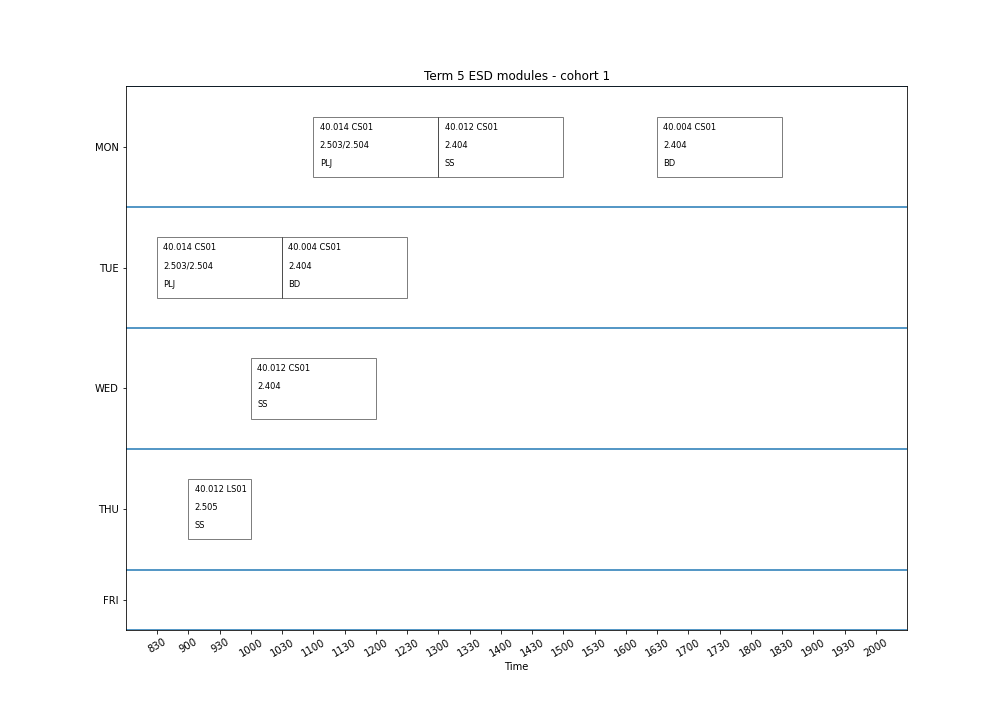 Term 5 ESD modules - cohort 1
MON
40.014 CS01
2.503/2.504
PLJ
40.012 CS01
2.404
SS
40.004 CS01
2.404
BD
TUE
40.014 CS01
2.503/2.504
PLJ
40.004 CS01
2.404
BD
WED
40.012 CS01
2.404
SS
THU
40.012 LS01
2.505
SS
FRI
830 900 930 1000 1030 1100 1130 1200 1230 1300 1330 1400 1430 1500 1530 1600 1630 1700 1730 1800 1830 1900 1930 2000
Time